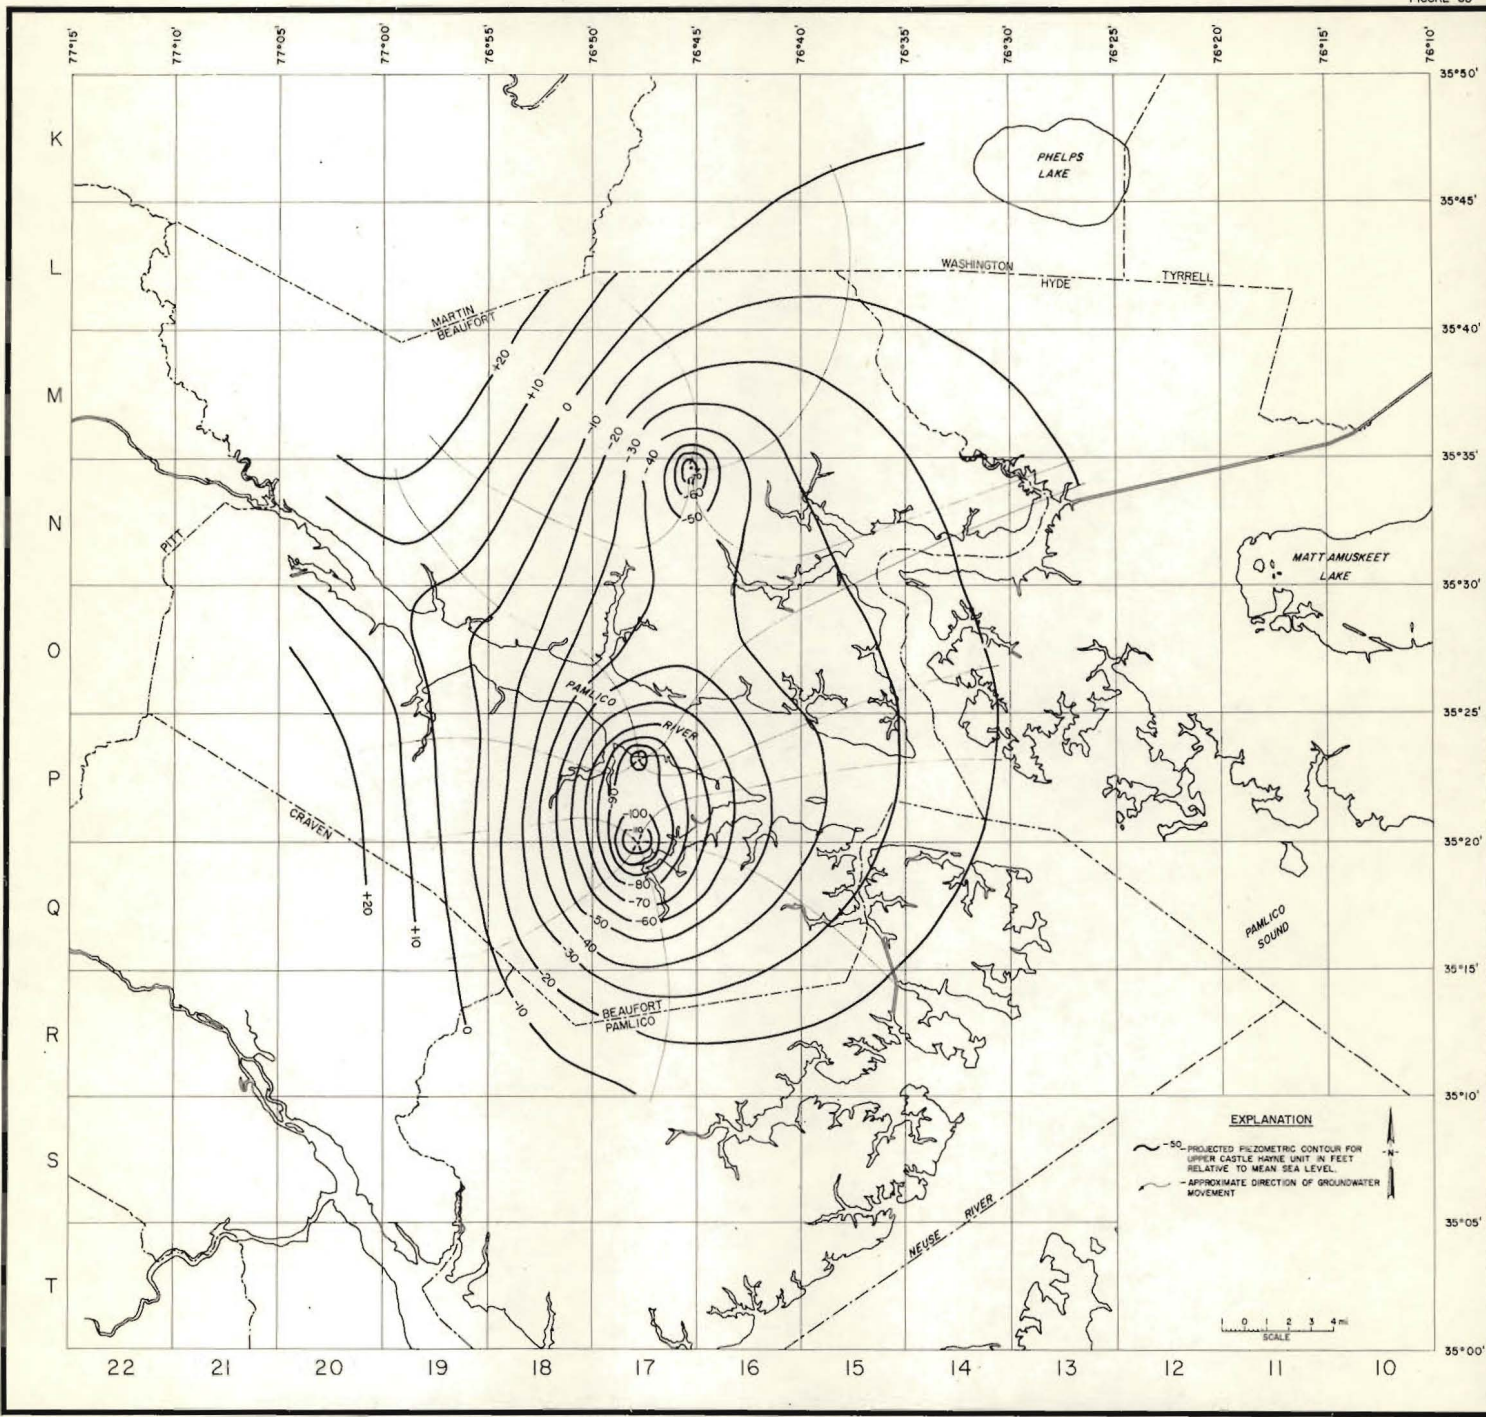 77°15'
77°10'
77°05'
77°00'
76°55'
76°50'
76°45'
76°40'
76°35'
76°30'
76°25'
76°20'
76°15'
76°10'
35°50'
K
PHELPS
LAKE
35°45'
L
WASHINGTON
HYDE
TYRRELL
MARTIN
BEAUFORT
35°40'
+20
+10
0
-10
-20
-30
-40
M
35°35'
-60
-50
N
PITT
MATTAMUSKEET
LAKE
35°30'
O
PAMLICO
RIVER
35°25'
P
-90
-100
CRAVEN
35°20'
-80
-70
-60
-50
-40
-30
-20
-10
+20
+10
0
Q
PAMLICO
SOUND
35°15'
BEAUFORT
PAMLICO
R
35°10'
EXPLANATION
-50-PROJECTED PIEZOMETRIC CONTOUR FOR
UPPER CASTLE HAYNE UNIT IN FEET
RELATIVE TO MEAN SEA LEVEL.
-APPROXIMATE DIRECTION OF GROUNDWATER
MOVEMENT
-N-
S
NEUSE RIVER
35°05'
T
1 0 1 2 3 4 mi
SCALE
35°00'
22
21
20
19
18
17
16
15
14
13
12
11
10